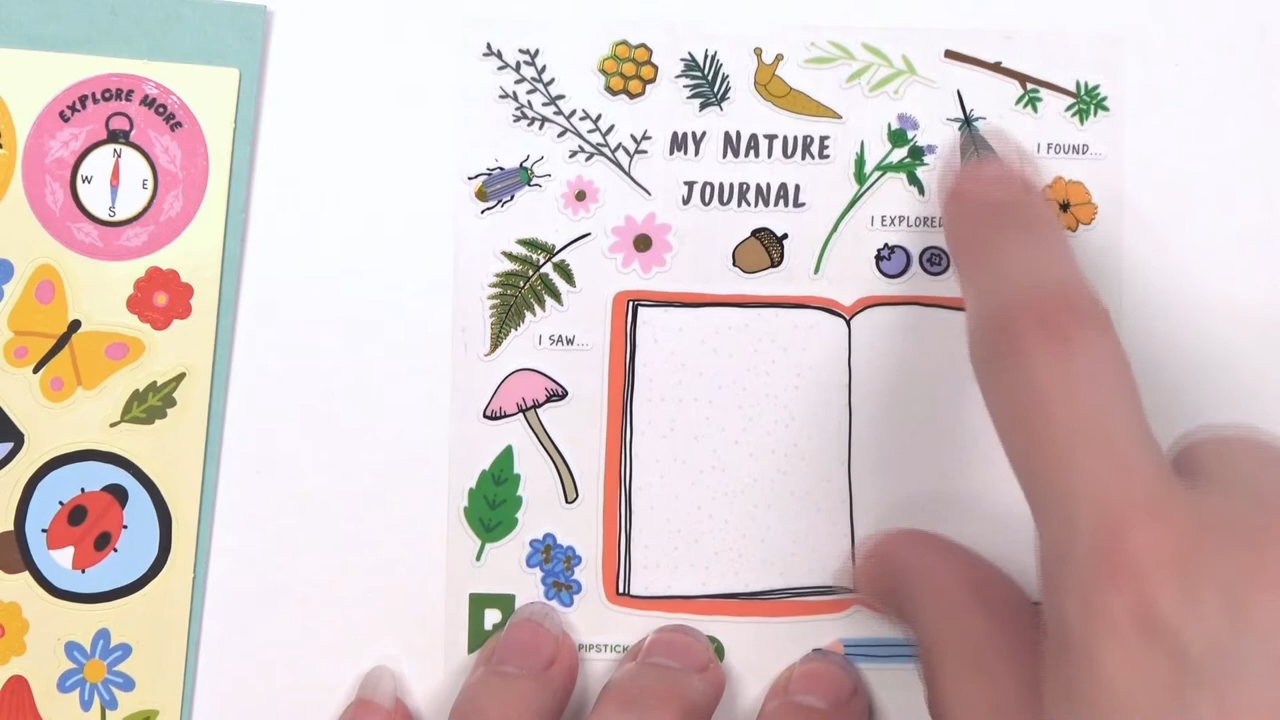 EXPLORE MORE
N
W E
S
MY NATURE
JOURNAL
I FOUND...
I EXPLORED
I SAW...
P
PIPSTICK